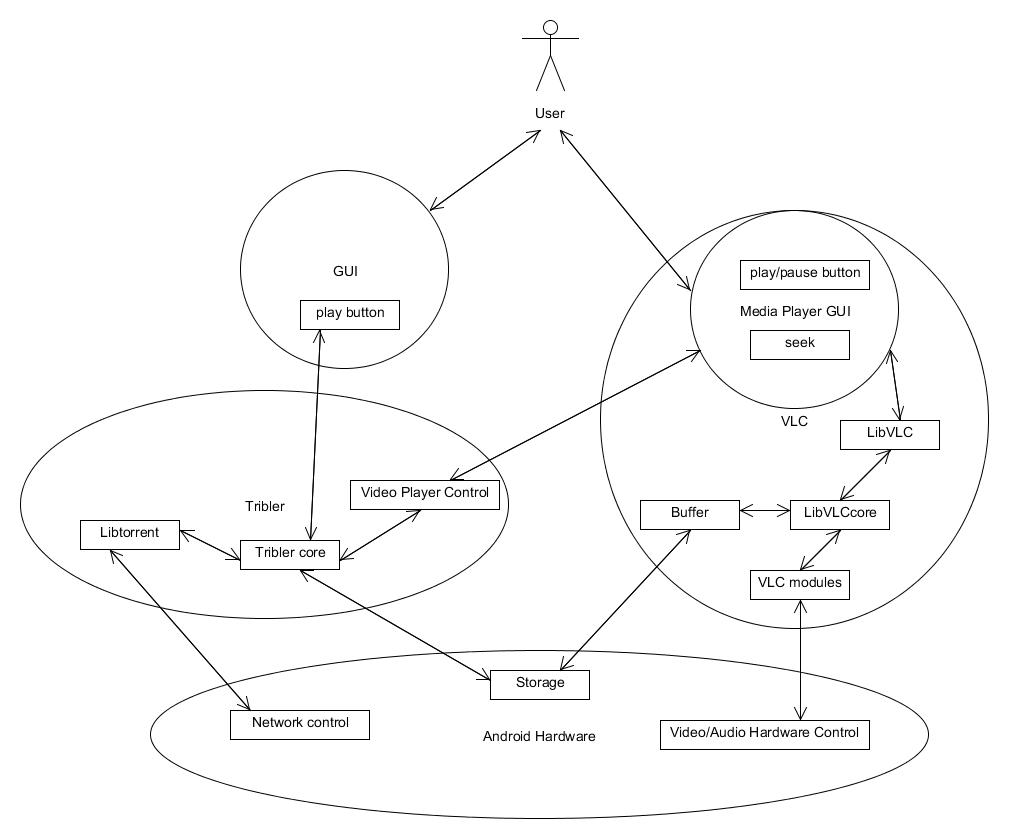 User
GUI
play button
play/pause button
Media Player GUI
seek
VLC
LibVLC
Video Player Control
Tribler
Libtorrent
Tribler core
Buffer
LibVLCcore
VLC modules
Storage
Network control
Android Hardware
Video/Audio Hardware Control